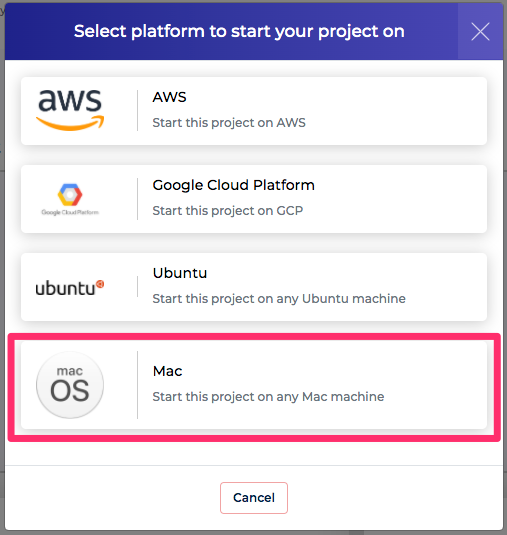 Select platform to start your project on
aws
AWS
Start this project on AWS
Google Cloud Platform
Google Cloud Platform
Start this project on GCP
ubuntu
Ubuntu
Start this project on any Ubuntu machine
mac
OS
Mac
Start this project on any Mac machine
Cancel